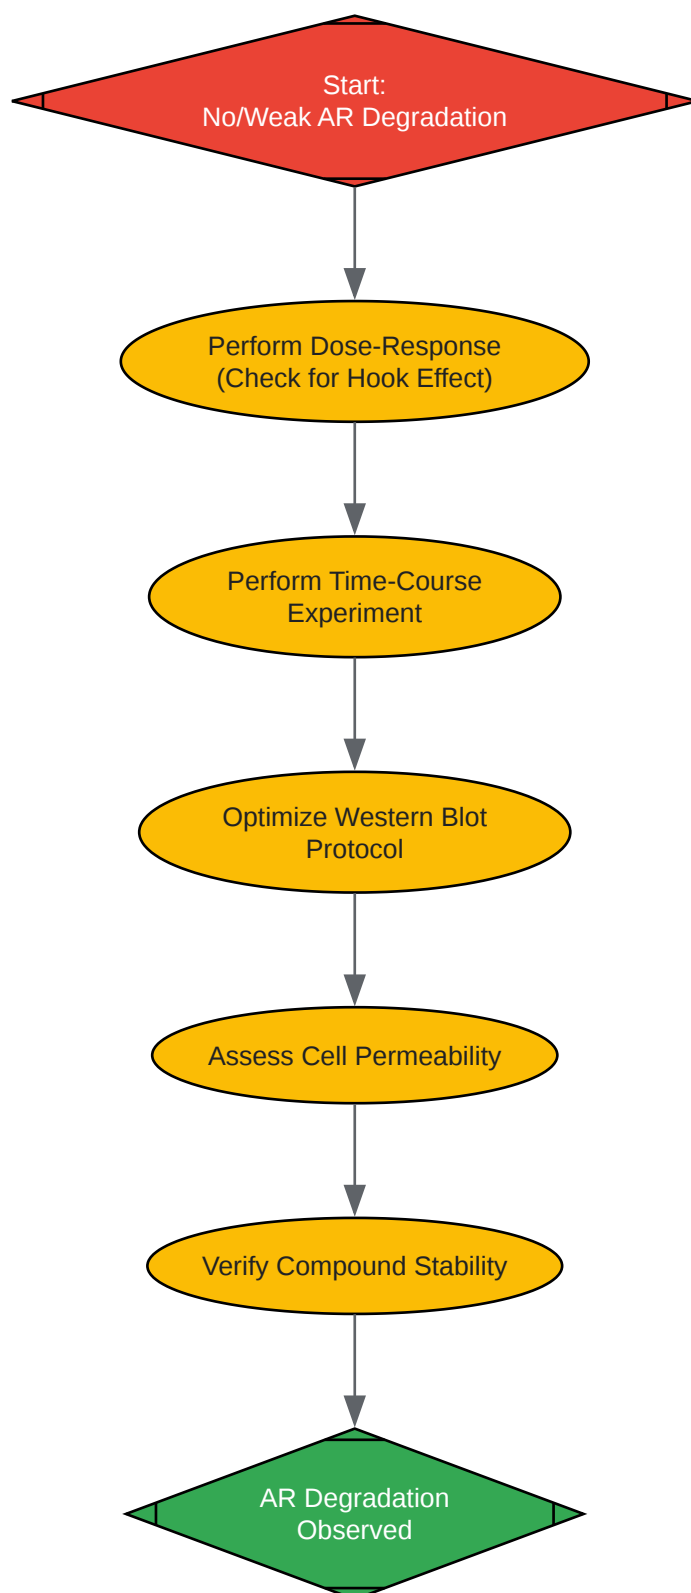 Start:
No/Weak AR Degradation
Perform Dose-Response
(Check for Hook Effect)
Perform Time-Course
Experiment
Optimize Western Blot
Protocol
Assess Cell Permeability
Verify Compound Stability
AR Degradation
Observed